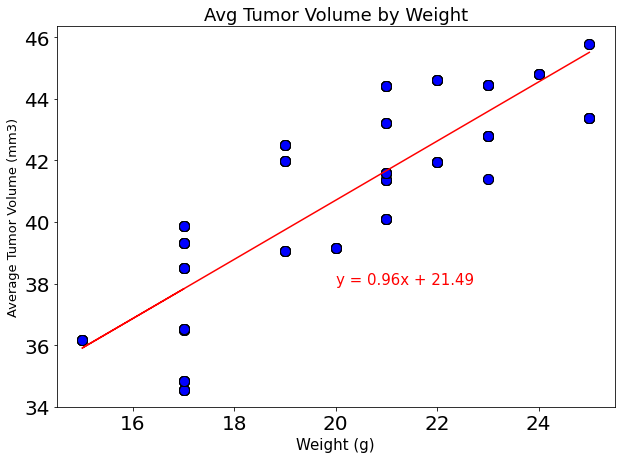 Avg Tumor Volume by Weight
Average Tumor Volume (mm3)
46
44
42
40
38
36
34
y = 0.96x + 21.49
16 18 20 22 24
Weight (g)